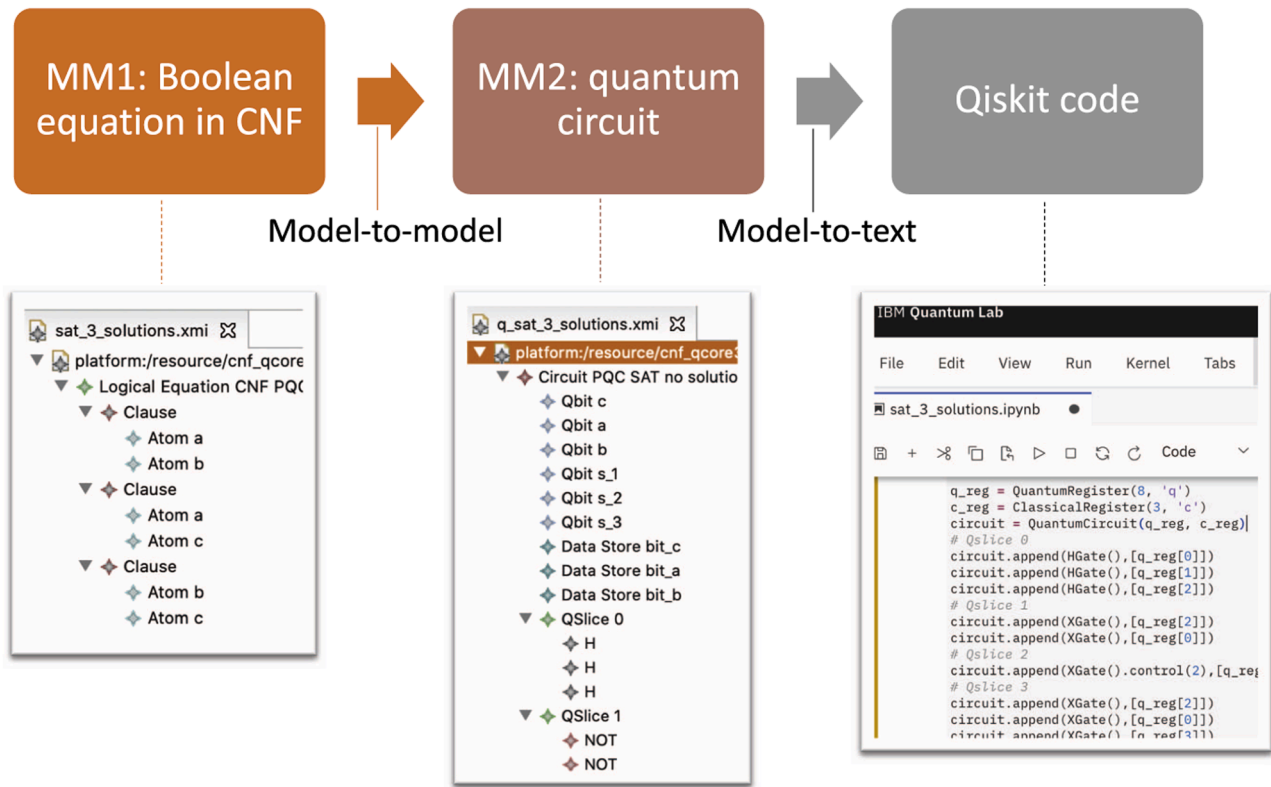 MM1: Boolean
equation in CNF
MM2: quantum
circuit
Qiskit code
Model-to-model
Model-to-text
sat_3_solutions.xmi
platform:/resource/cnf_qcore
Logical Equation CNF PQC
Clause
Atom a
Atom b
Clause
Atom a
Atom c
Clause
Atom b
Atom c
q_sat_3_solutions.xmi
platform:/resource/cnf_qcore3
Circuit PQC SAT no solutio
Qbit c
Qbit a
Qbit b
Qbit s_1
Qbit s_2
Qbit s_3
Data Store bit_c
Data Store bit_a
Data Store bit_b
QSlice 0
H
H
H
QSlice 1
NOT
NOT
IBM Quantum Lab
File Edit View Run Kernel Tabs
sat_3_solutions.ipynb
Code
q_reg = QuantumRegister(8, 'q')
c_reg = ClassicalRegister(3, 'c')
circuit = QuantumCircuit(q_reg, c_reg)
# Qslice 0
circuit.append(HGate(),[q_reg[0]])
circuit.append(HGate(),[q_reg[1]])
circuit.append(HGate(),[q_reg[2]])
# Qslice 1
circuit.append(XGate(),[q_reg[2]])
circuit.append(XGate(),[q_reg[0]])
# Qslice 2
circuit.append(XGate().control(2),[q_reg
# Qslice 3
circuit.append(XGate(),[q_reg[2]])
circuit.append(XGate(),[q_reg[0]])
circuit.append(XGate(),[q_reg[3]])